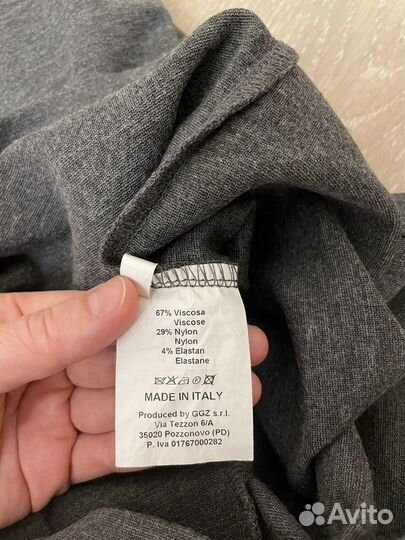 67% Viscosa
Viscose
29% Nylon
Nylon
4% Elastan
Elastane
MADE IN ITALY
Produced by GGZ s.r.l.
Via Tezzon 6/A
35020 Pozzonovo (PD)
P. Iva 01767000282
Avito